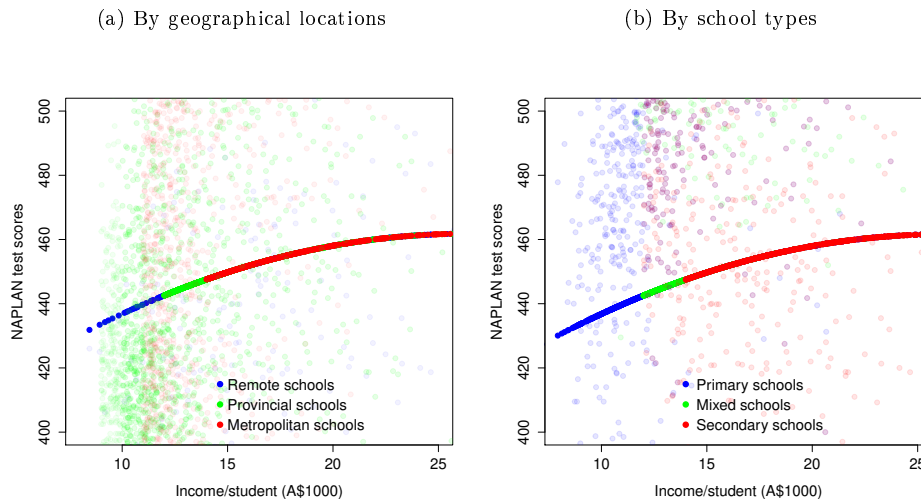 (a) By geographical locations
(b) By school types
NAPLAN test scores
500
480
460
440
420
400
Remote schools
Provincial schools
Metropolitan schools
10 15 20 25
Income/student (A$1000)
NAPLAN test scores
500
480
460
440
420
400
Primary schools
Mixed schools
Secondary schools
10 15 20 25
Income/student (A$1000)